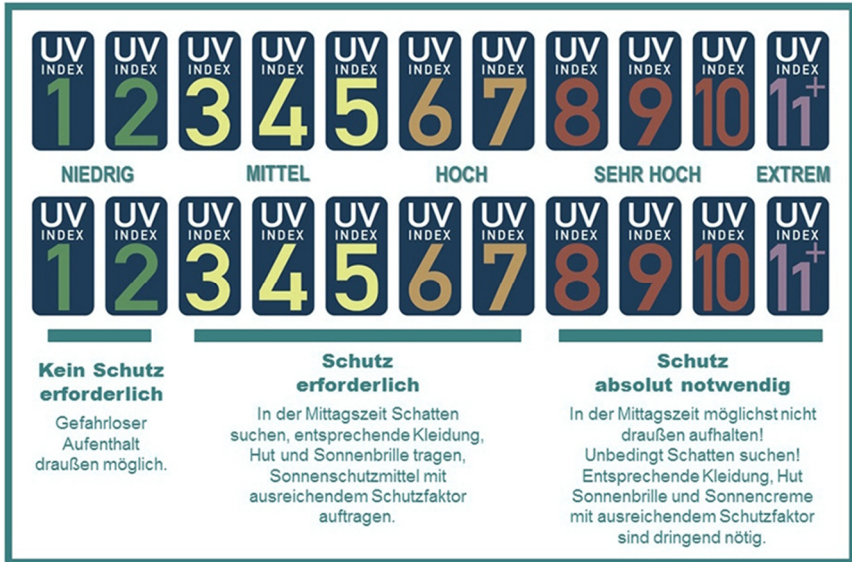 UV INDEX 1
UV INDEX 2
UV INDEX 3
UV INDEX 4
UV INDEX 5
UV INDEX 6
UV INDEX 7
UV INDEX 8
UV INDEX 9
UV INDEX 10
UV INDEX 11+
NIEDRIG MITTEL HOCH SEHR HOCH EXTREM
UV INDEX 1
UV INDEX 2
UV INDEX 3
UV INDEX 4
UV INDEX 5
UV INDEX 6
UV INDEX 7
UV INDEX 8
UV INDEX 9
UV INDEX 10
UV INDEX 11+
Kein Schutz
erforderlich
Gefahrloser
Aufenthalt
draußen möglich.
Schutz
erforderlich
In der Mittagszeit Schatten
suchen, entsprechende Kleidung,
Hut und Sonnenbrille tragen,
Sonnenschutzmittel mit
ausreichendem Schutzfaktor
auftragen.
Schutz
absolut notwendig
In der Mittagszeit möglichst nicht
draußen aufhalten!
Unbedingt Schatten suchen!
Entsprechende Kleidung, Hut
Sonnenbrille und Sonnencreme
mit ausreichendem Schutzfaktor
sind dringend nötig.